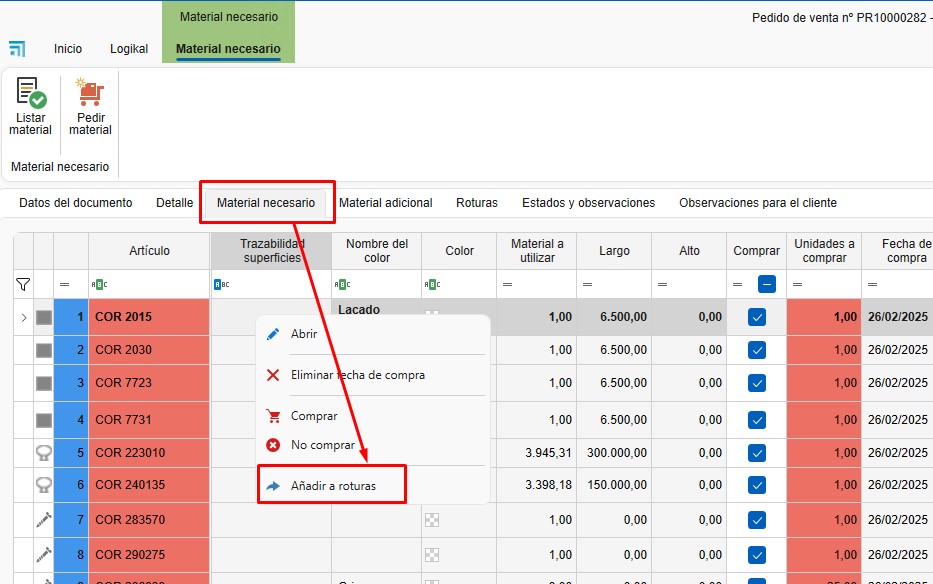 Material necesario
Pedido de venta nº PR10000282 -
Inicio
Logikal
Material necesario
Listar
material
Pedir
material
Material necesario
Datos del documento
Detalle
Material necesario
Material adicional
Roturas
Estados y observaciones
Observaciones para el cliente
Artículo
Trazabilidad
superficies
Nombre del
color
Color
Material a
utilizar
Largo
Alto
Comprar
Unidades a
comprar
Fecha de
compra
1 COR 2015 Lacado 1,00 6.500,00 0,00 1,00 26/02/2025
2 COR 2030 1,00 6.500,00 0,00 1,00 26/02/2025
3 COR 7723 1,00 6.500,00 0,00 1,00 26/02/2025
4 COR 7731 1,00 6.500,00 0,00 1,00 26/02/2025
5 COR 223010 3.945,31 300.000,00 0,00 1,00 26/02/2025
6 COR 240135 3.398,18 150.000,00 0,00 1,00 26/02/2025
7 COR 283570 1,00 0,00 0,00 1,00 26/02/2025
8 COR 290275 1,00 0,00 0,00 1,00 26/02/2025
Abrir
Eliminar fecha de compra
Comprar
No comprar
Añadir a roturas